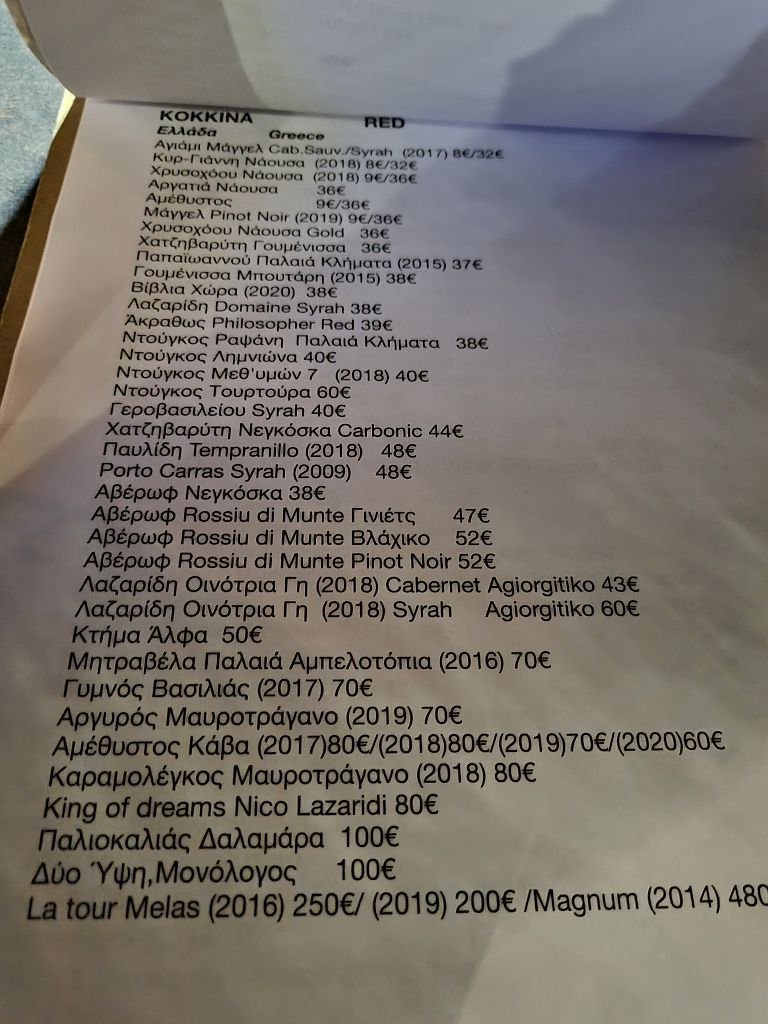 ΚΟΚΚΙΝΑ RED
Ελλάδα Greece
Αγιάμι Μάγγελ Cab.Sauv./Syrah (2017) 8€/32€
Κυρ-Γιάννη Νάουσα (2018) 8€/32€
Χρυσοχόου Νάουσα (2018) 9€/36€
Αργατιά Νάουσα 36€
Αμέθυστος 9€/36€
Μάγγελ Pinot Noir (2019) 9€/36€
Χρυσοχόου Νάουσα Gold 36€
Χατζηβαρύτη Γουμένισσα 36€
Παπαϊωαννού Παλαιά Κλήματα (2015) 37€
Γουμένισσα Μπουτάρη (2015) 38€
Βίβλια Χώρα (2020) 38€
Λαζαρίδη Domaine Syrah 38€
Άκραθως Philosopher Red 39€
Ντούγκος Ραψάνη Παλαιά Κλήματα 38€
Ντούγκος Λημνιώνα 40€
Ντούγκος Μεθ'υμών 7 (2018) 40€
Ντούγκος Τουρτούρα 60€
Γεροβασιλείου Syrah 40€
Χατζηβαρύτη Νεγκόσκα Carbonic 44€
Παυλίδη Tempranillo (2018) 48€
Porto Carras Syrah (2009) 48€
Αβέρωφ Νεγκόσκα 38€
Αβέρωφ Rossiu di Munte Γινιέτς 47€
Αβέρωφ Rossiu di Munte Βλάχικο 52€
Αβέρωφ Rossiu di Munte Pinot Noir 52€
Λαζαρίδη Οινότρια Γη (2018) Cabernet Agiorgitiko 43€
Λαζαρίδη Οινότρια Γη (2018) Syrah Agiorgitiko 60€
Κτήμα Άλφα 50€
Μητραβέλα Παλαιά Αμπελοτόπια (2016) 70€
Γυμνός Βασιλιάς (2017) 70€
Αργυρός Μαυροτράγανο (2019) 70€
Αμέθυστος Κάβα (2017)80€/(2018)80€/(2019)70€/(2020)60€
Καραμολέγκος Μαυροτράγανο (2018) 80€
King of dreams Nico Lazaridi 80€
Παλιοκαλιάς Δαλαμάρα 100€
Δύο Ύψη,Μονόλογος 100€
La tour Melas (2016) 250€/ (2019) 200€ /Magnum (2014) 480